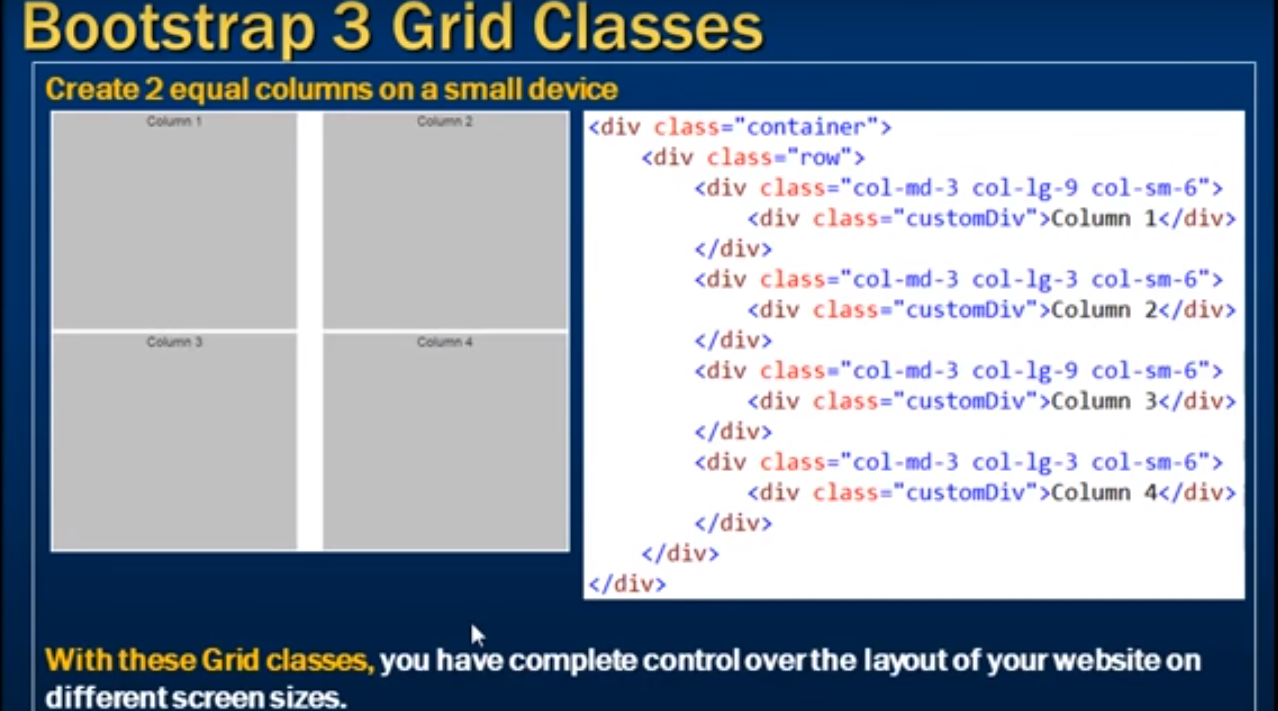 Bootstrap 3 Grid Classes
Create 2 equal columns on a small device
Column 1 Column 2
Column 3 Column 4
<div class="container">
<div class="row">
<div class="col-md-3 col-lg-9 col-sm-6">
<div class="customDiv">Column 1</div>
</div>
<div class="col-md-3 col-lg-3 col-sm-6">
<div class="customDiv">Column 2</div>
</div>
<div class="col-md-3 col-lg-9 col-sm-6">
<div class="customDiv">Column 3</div>
</div>
<div class="col-md-3 col-lg-3 col-sm-6">
<div class="customDiv">Column 4</div>
</div>
</div>
</div>
With these Grid classes, you have complete control over the layout of your website on
different screen sizes.